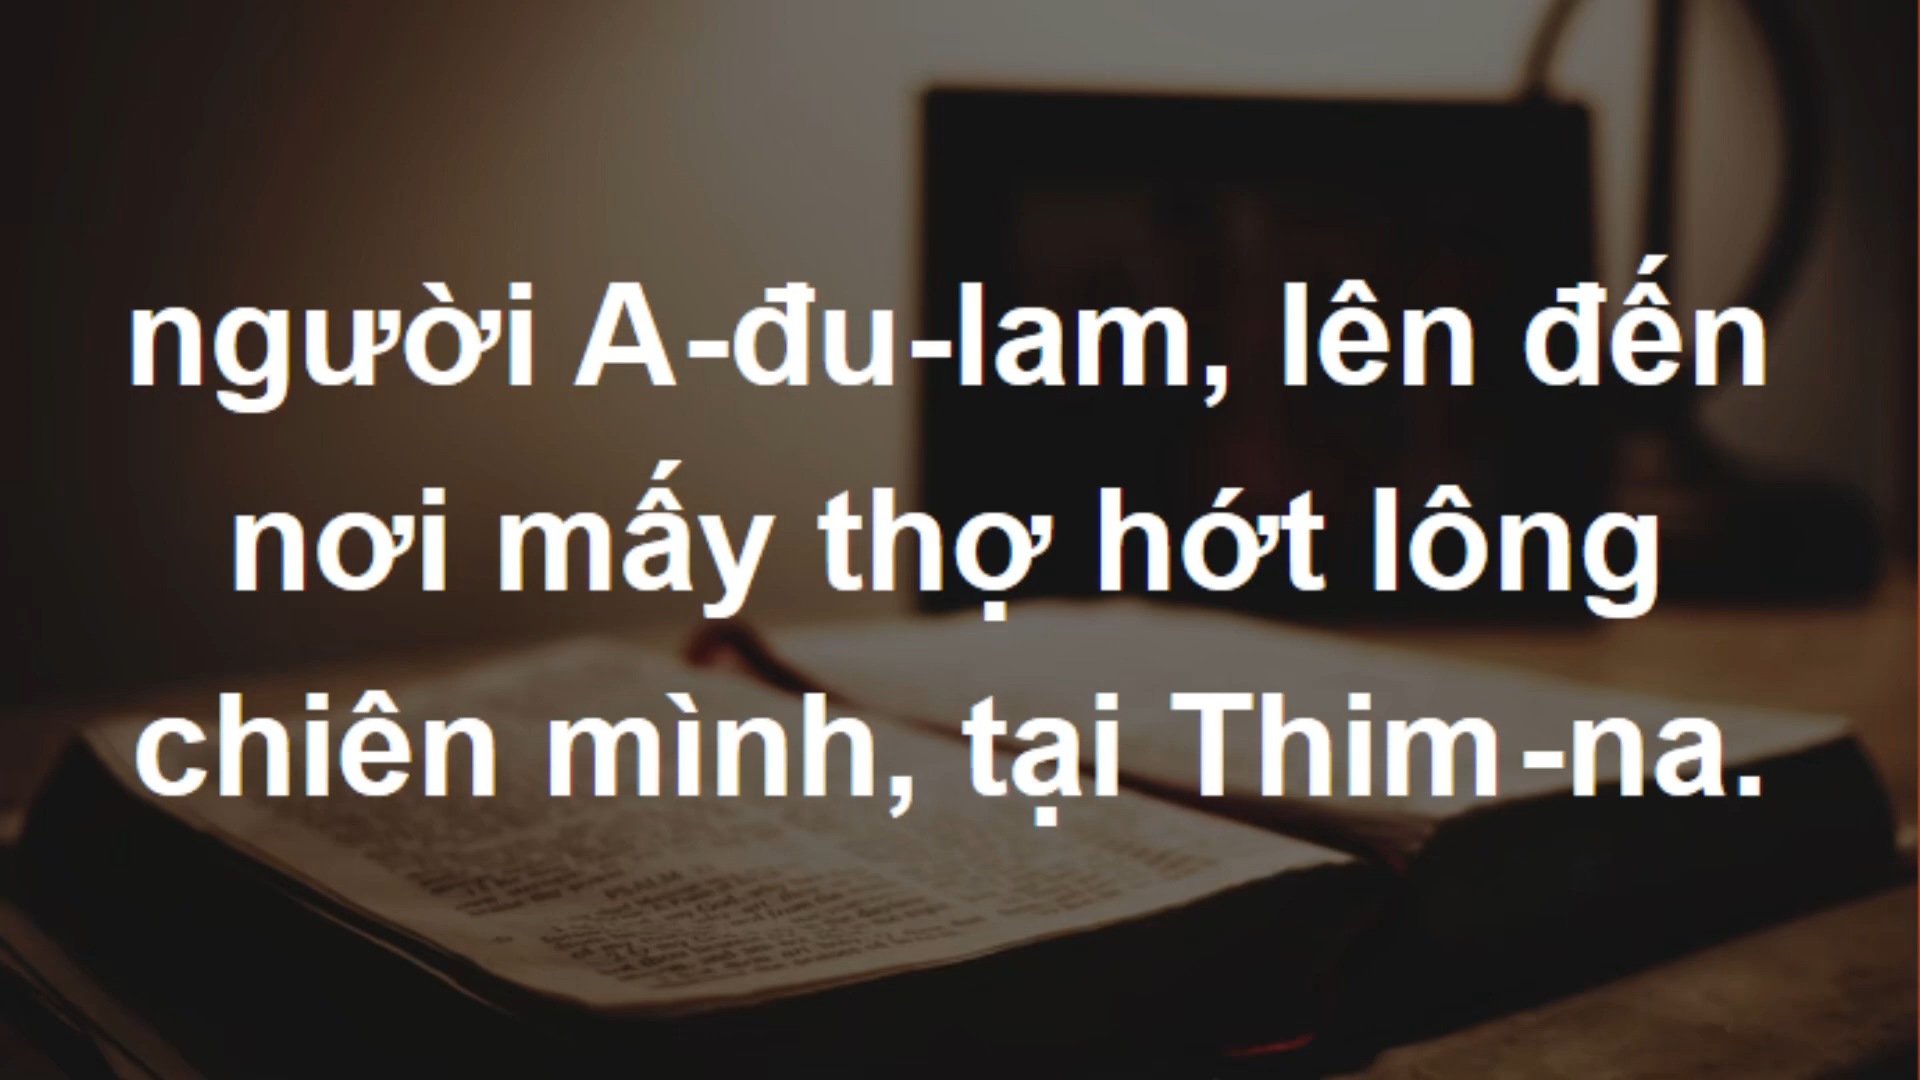 người A-đu-lam, lên đến
nơi mấy thợ hớt lông
chiên mình, tại Thim-na.